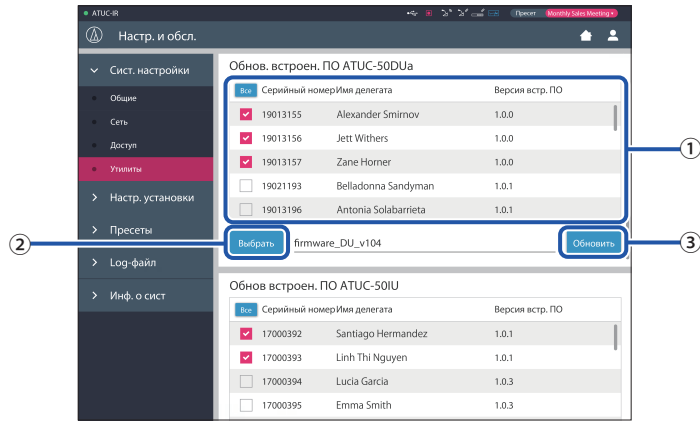 ATUC-IR
Пресет Monthly Sales Meeting
Настр. и обсл.
Сист. настройки
Общие
Сеть
Доступ
Утилиты
Настр. установки
Пресеты
Log-файл
Инф. о сист
Обнов. встроен. ПО ATUC-50DUa
Все Серийный номер Имя делегата Версия встр. ПО
19013155 Alexander Smirnov 1.0.0
19013156 Jett Withers 1.0.0
19013157 Zane Horner 1.0.0
19021193 Belladonna Sandyman 1.0.1
19013196 Antonia Solabarrieta 1.0.1
1
2
Выбрать firmware_DU_v104 Обновить
3
Обнов встроен. ПО ATUC-50IU
Все Серийный номер Имя делегата Версия встр. ПО
17000392 Santiago Hermandez 1.0.1
17000393 Linh Thi Nguyen 1.0.1
17000394 Lucia Garcia 1.0.3
17000395 Emma Smith 1.0.3